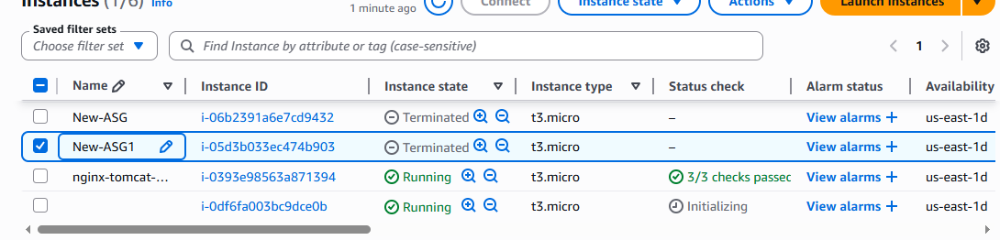 Instances (1/6) Info
1 minute ago
Connect
Instance state
Actions
Launch instances
Saved filter sets
Choose filter set
Find Instance by attribute or tag (case-sensitive)
1
Name Instance ID Instance state Instance type Status check Alarm status Availability
New-ASG i-06b2391a6e7cd9432 Terminated t3.micro – View alarms + us-east-1d
New-ASG1 i-05d3b033ec474b903 Terminated t3.micro – View alarms + us-east-1d
nginx-tomcat-... i-0393e98563a871394 Running t3.micro 3/3 checks passec View alarms + us-east-1d
i-0df6fa003bc9dce0b Running t3.micro Initializing View alarms + us-east-1d